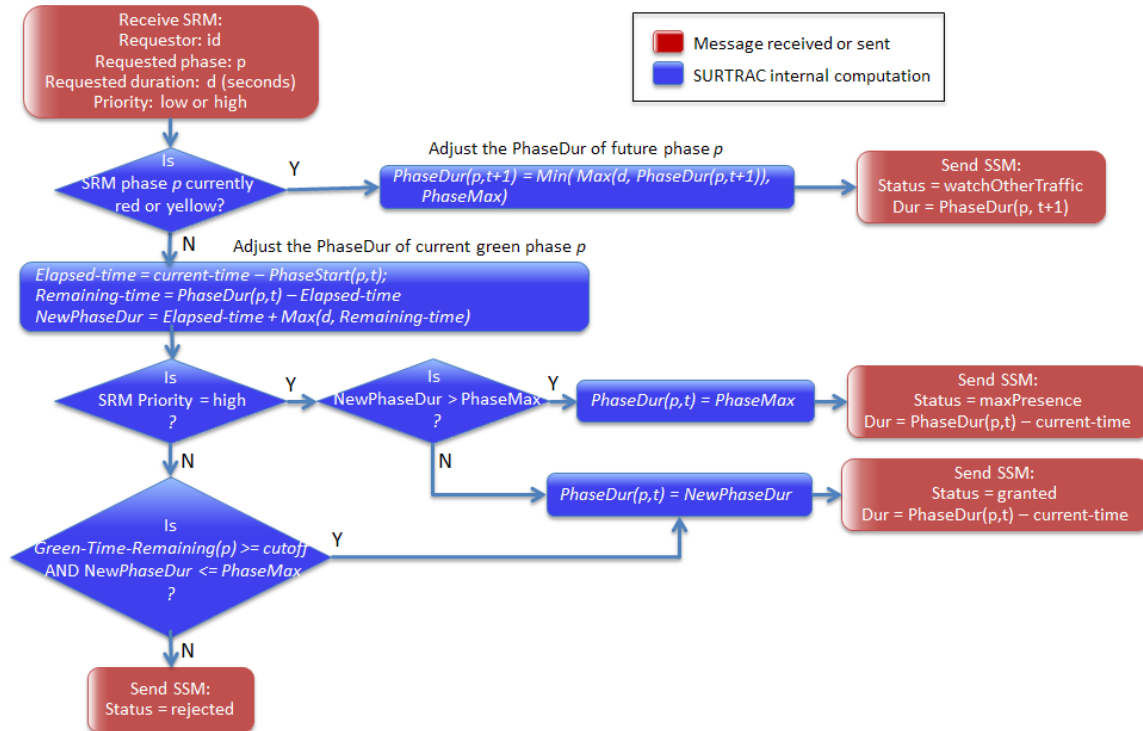 Receive SRM:
Requestor: id
Requested phase: p
Requested duration: d (seconds)
Priority: low or high
Message received or sent
SURTRAC internal computation
Is
SRM phase p currently
red or yellow?
Y
Adjust the PhaseDur of future phase p
PhaseDur(p,t+1) = Min( Max(d, PhaseDur(p,t+1)),
PhaseMax)
Send SSM:
Status = watchOtherTraffic
Dur = PhaseDur(p, t+1)
N
Adjust the PhaseDur of current green phase p
Elapsed-time = current-time – PhaseStart(p,t);
Remaining-time = PhaseDur(p,t) – Elapsed-time
NewPhaseDur = Elapsed-time + Max(d, Remaining-time)
Is
SRM Priority = high
?
Y
Is
NewPhaseDur > PhaseMax
?
Y
PhaseDur(p,t) = PhaseMax
Send SSM:
Status = maxPresence
Dur = PhaseDur(p,t) – current-time
N
N
PhaseDur(p,t) = NewPhaseDur
Send SSM:
Status = granted
Dur = PhaseDur(p,t) – current-time
Is
Green-Time-Remaining(p) >= cutoff
AND NewPhaseDur <= PhaseMax
?
Y
N
Send SSM:
Status = rejected